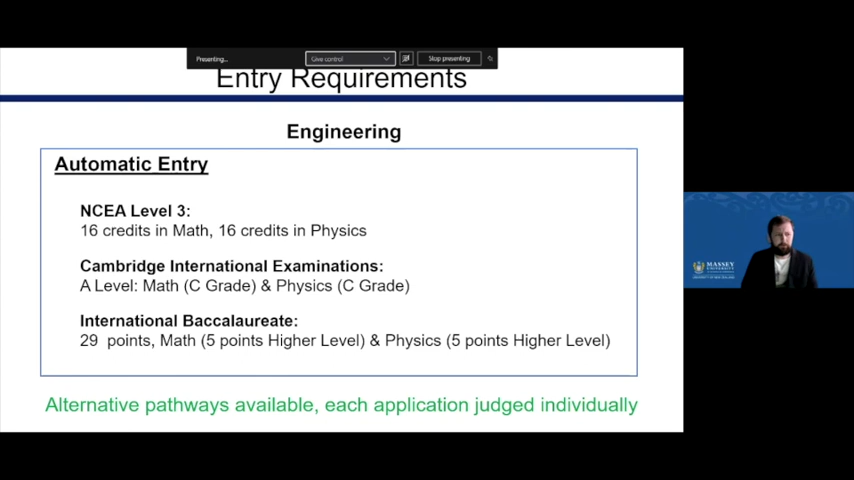 Presenting...
Give control
Stop presenting
Entry Requirements
Engineering
Automatic Entry
NCEA Level 3:
16 credits in Math, 16 credits in Physics
Cambridge International Examinations:
A Level: Math (C Grade) & Physics (C Grade)
International Baccalaureate:
29 points, Math (5 points Higher Level) & Physics (5 points Higher Level)
Alternative pathways available, each application judged individually
MASSEY
UNIVERSITY